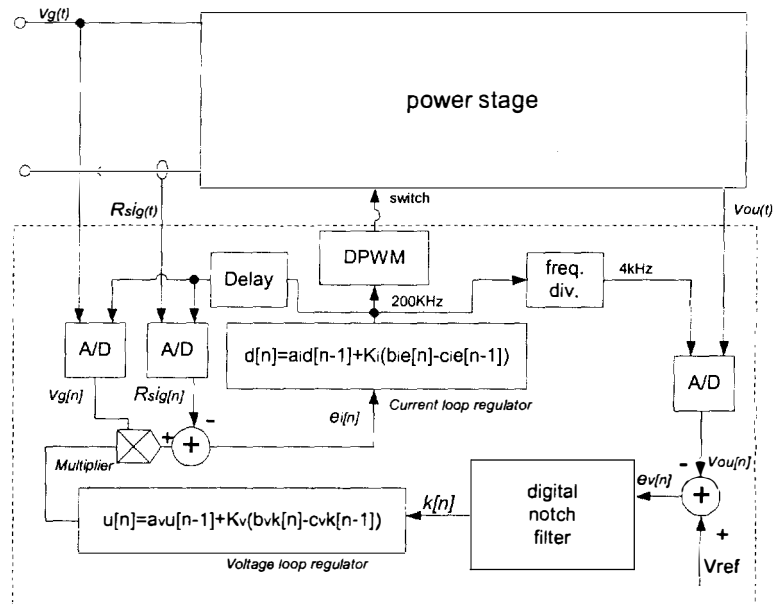 vg(t)
power stage
Rsig(t)
switch
vou(t)
DPWM
Delay
freq.
div.
4kHz
200KHz
A/D
A/D
d[n]=aid[n-1]+Ki(bie[n]-cie[n-1])
A/D
vg[n]
Rsig[n]
ei[n]
Current loop regulator
-
+
+
Multiplier
-
vou[n]
ev[n]
+
k[n]
digital
notch
filter
u[n]=avu[n-1]+Kv(bvk[n]-cvk[n-1])
+
Vref
Voltage loop regulator